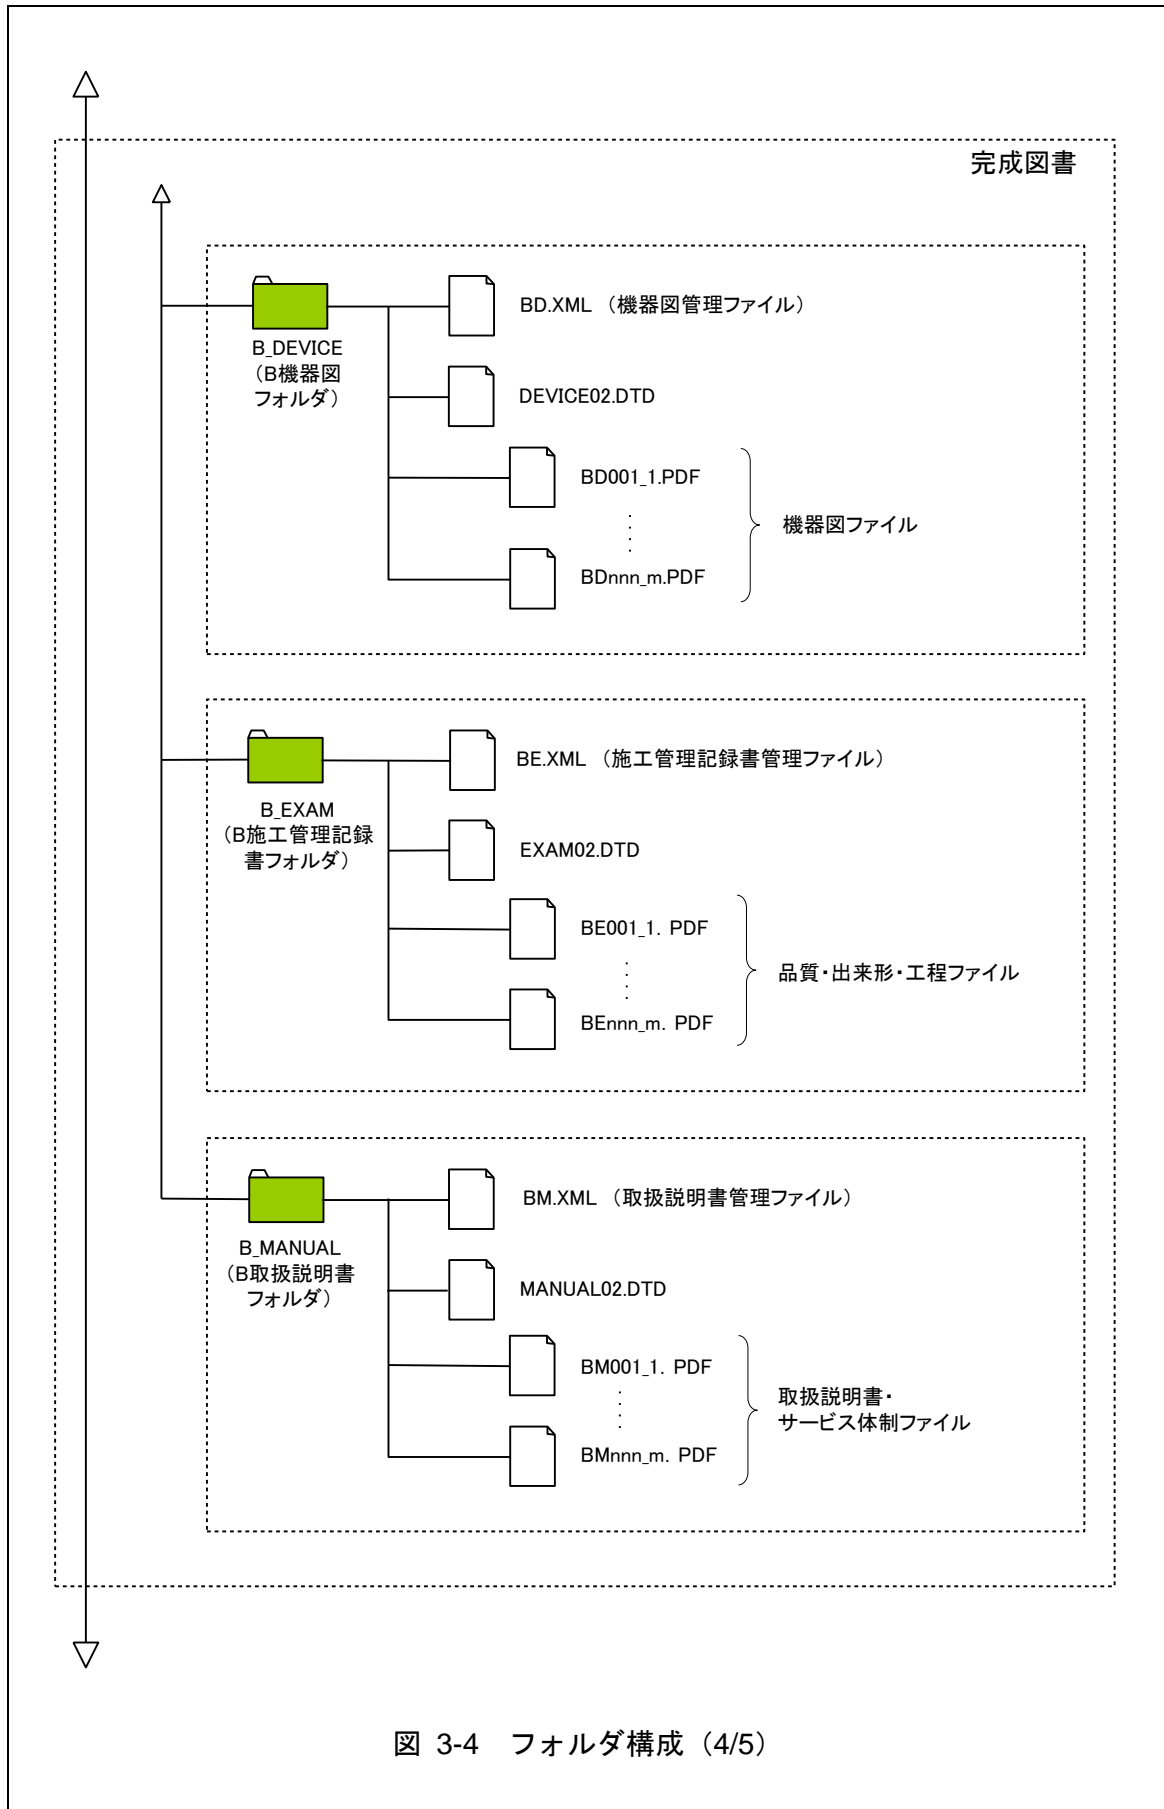 完成図書
BD.XML （機器図管理ファイル）
B_DEVICE
（B機器図
フォルダ）
DEVICE02.DTD
BD001_1.PDF
機器図ファイル
BDnnn_m.PDF
BE.XML （施工管理記録書管理ファイル）
B_EXAM
（B施工管理記録
書フォルダ）
EXAM02.DTD
BE001_1. PDF
品質・出来形・工程ファイル
BEnnn_m. PDF
BM.XML （取扱説明書管理ファイル）
B_MANUAL
（B取扱説明書
フォルダ）
MANUAL02.DTD
BM001_1. PDF
取扱説明書・
サービス体制ファイル
BMnnn_m. PDF
図 3-4　フォルダ構成（4/5）